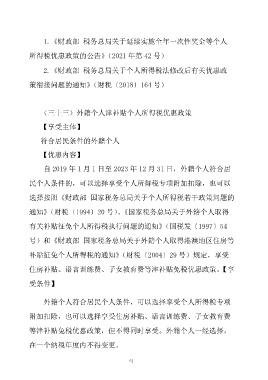 1.《财政部 税务总局关于延续实施全年一次性奖金等个人
所得税优惠政策的公告》（2021 年第 42 号）
2.《财政部 税务总局关于个人所得税法修改后有关优惠政
策衔接问题的通知》（财税〔2018〕164 号）
（三十三）外籍个人津补贴个人所得税优惠政策
【享受主体】
符合居民条件的外籍个人
【优惠内容】
自 2019 年 1 月 1 日至 2023 年 12 月 31 日，外籍个人符合居
民个人条件的，可以选择享受个人所得税专项附加扣除，也可以
选择按照《财政部 国家税务总局关于个人所得税若干政策问题的
通知》（财税〔1994〕20 号）、《国家税务总局关于外籍个人取得
有关补贴征免个人所得税执行问题的通知》（国税发〔1997〕54
号）和《财政部 国家税务总局关于外籍个人取得港澳地区住房等
补贴征免个人所得税的通知》（财税〔2004〕29 号）规定，享受
住房补贴、语言训练费、子女教育费等津补贴免税优惠政策。【享
受条件】
外籍个人符合居民个人条件，可以选择享受个人所得税专项
附加扣除，也可以选择享受住房补贴、语言训练费、子女教育费
等津补贴免税优惠政策，但不得同时享受。外籍个人一经选择，
在一个纳税年度内不得变更。